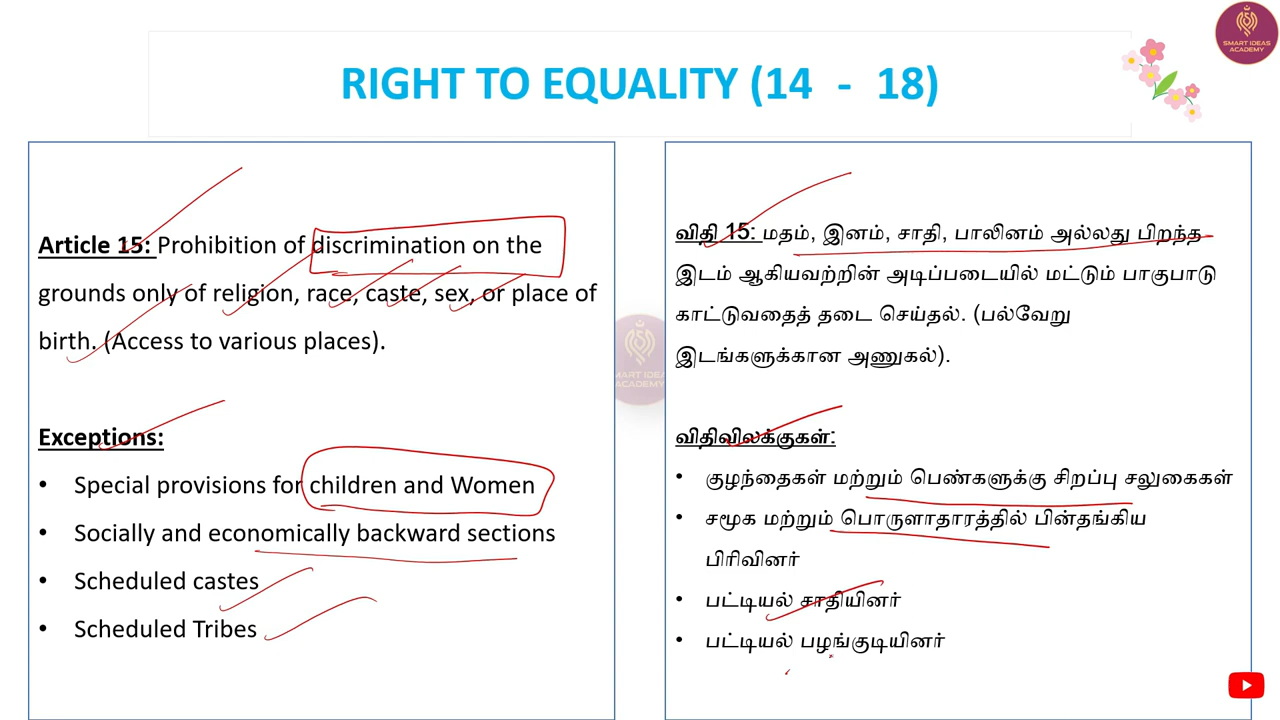 SMART IDEAS
ACADEMY
RIGHT TO EQUALITY (14 - 18)
Article 15: Prohibition of discrimination on the
grounds only of religion, race, caste, sex, or place of
birth. (Access to various places).
Exceptions:
• Special provisions for children and Women
• Socially and economically backward sections
• Scheduled castes
• Scheduled Tribes
விதி 15: மதம், இனம், சாதி, பாலினம் அல்லது பிறந்த
இடம் ஆகியவற்றின் அடிப்படையில் மட்டும் பாகுபாடு
காட்டுவதைத் தடை செய்தல். (பல்வேறு
இடங்களுக்கான அணுகல்).
விதிவிலக்குகள்:
• குழந்தைகள் மற்றும் பெண்களுக்கு சிறப்பு சலுகைகள்
• சமூக மற்றும் பொருளாதாரத்தில் பின்தங்கிய
பிரிவினர்
• பட்டியல் சாதியினர்
• பட்டியல் பழங்குடியினர்
MART IDEAS
ACADEMY